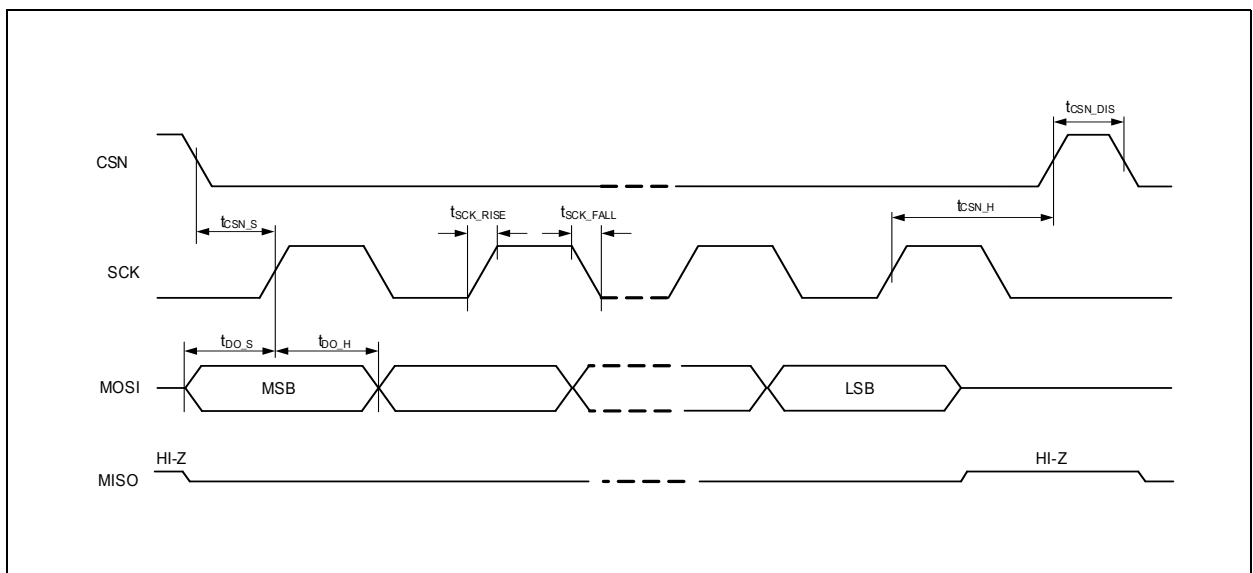 tCSN_DIS
CSN
tCSN_S
tSCK_RISE
tSCK_FALL
tCSN_H
SCK
tDO_S
tDO_H
MOSI
MSB
LSB
HI-Z
HI-Z
MISO